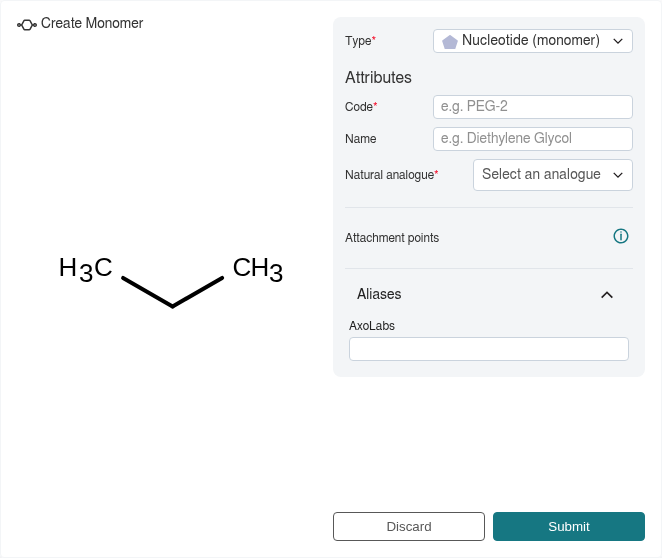 Create Monomer
Type*
Nucleotide (monomer)
Attributes
Code*
e.g. PEG-2
Name
e.g. Diethylene Glycol
Natural analogue*
Select an analogue
Attachment points
H3C
CH3
Aliases
AxoLabs
Discard
Submit